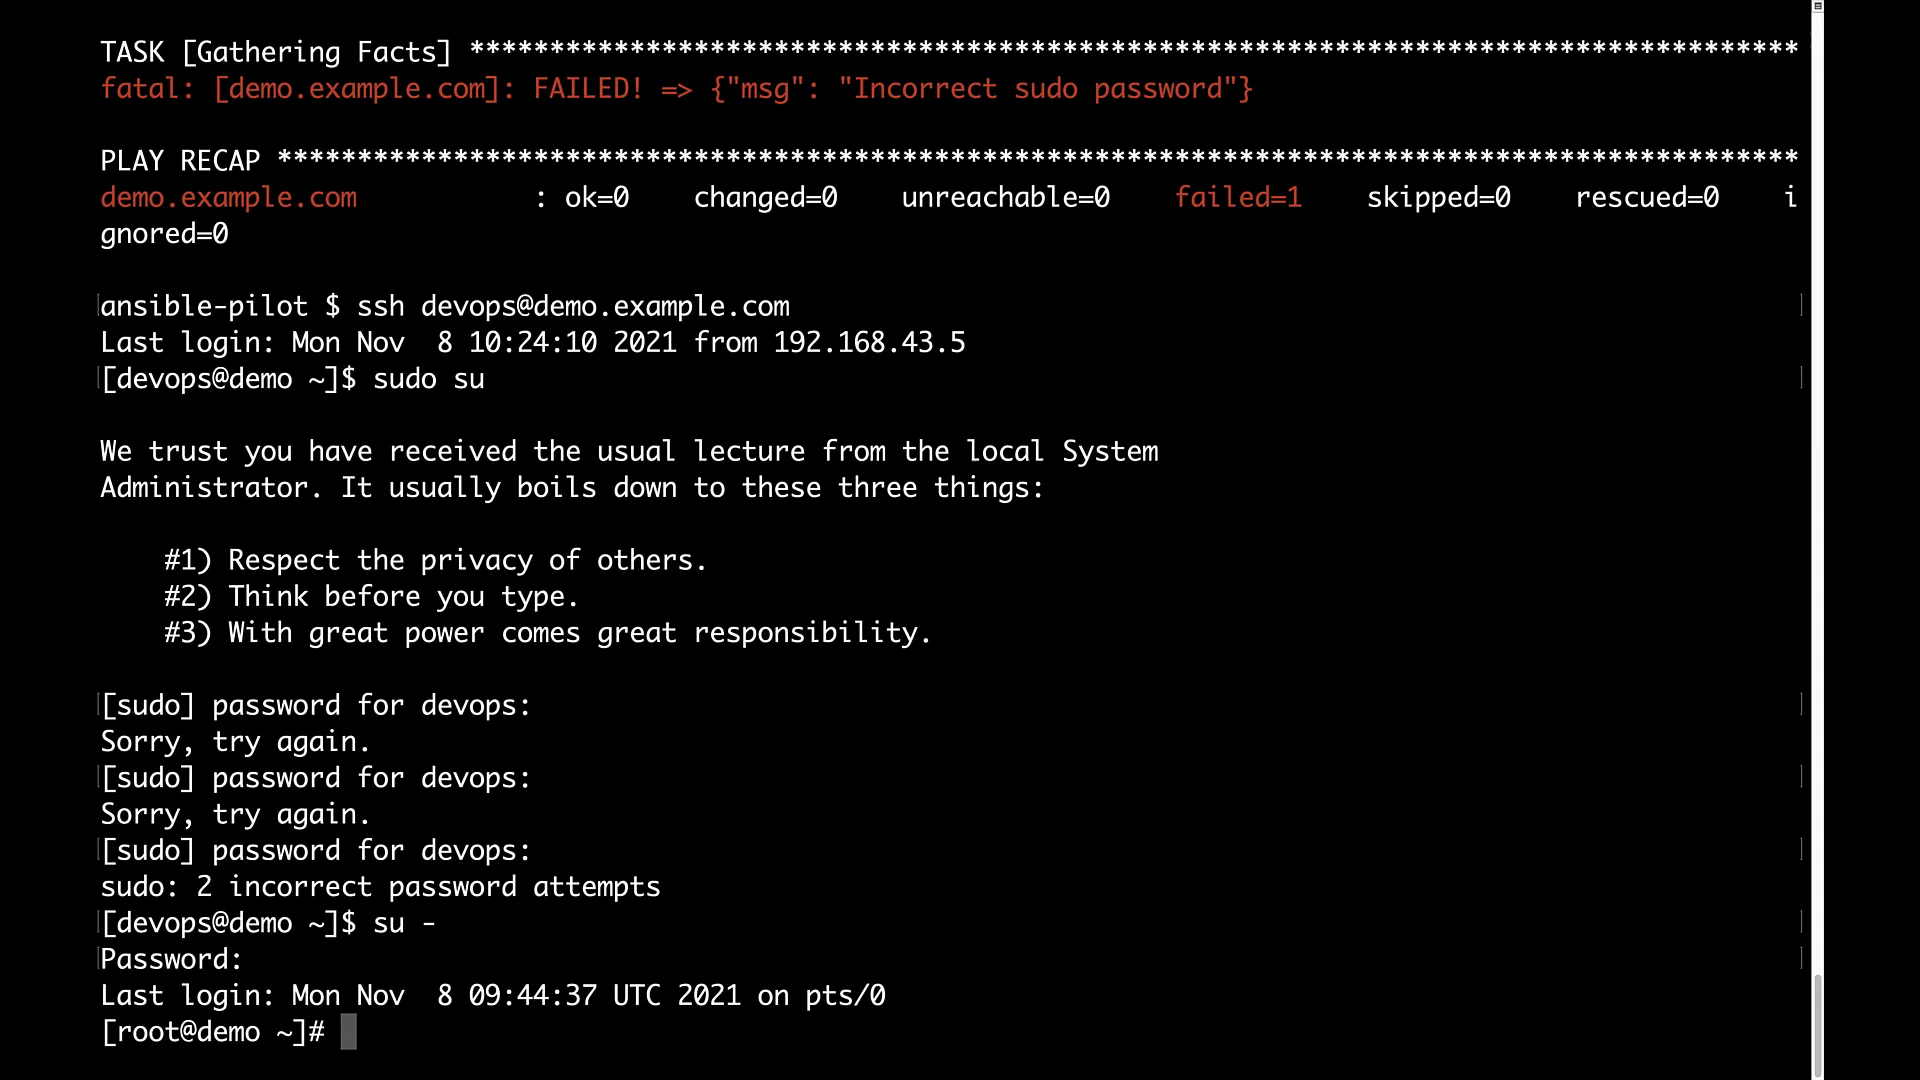 TASK [Gathering Facts] ***********************************************************************************
fatal: [demo.example.com]: FAILED! => {"msg": "Incorrect sudo password"}
PLAY RECAP ***********************************************************************************************
demo.example.com           : ok=0    changed=0    unreachable=0    failed=1    skipped=0    rescued=0    i
gnored=0
ansible-pilot $ ssh devops@demo.example.com
Last login: Mon Nov  8 10:24:10 2021 from 192.168.43.5
[devops@demo ~]$ sudo su
We trust you have received the usual lecture from the local System
Administrator. It usually boils down to these three things:
    #1) Respect the privacy of others.
    #2) Think before you type.
    #3) With great power comes great responsibility.
[sudo] password for devops:
Sorry, try again.
[sudo] password for devops:
Sorry, try again.
[sudo] password for devops:
sudo: 2 incorrect password attempts
[devops@demo ~]$ su -
Password:
Last login: Mon Nov  8 09:44:37 UTC 2021 on pts/0
[root@demo ~]#